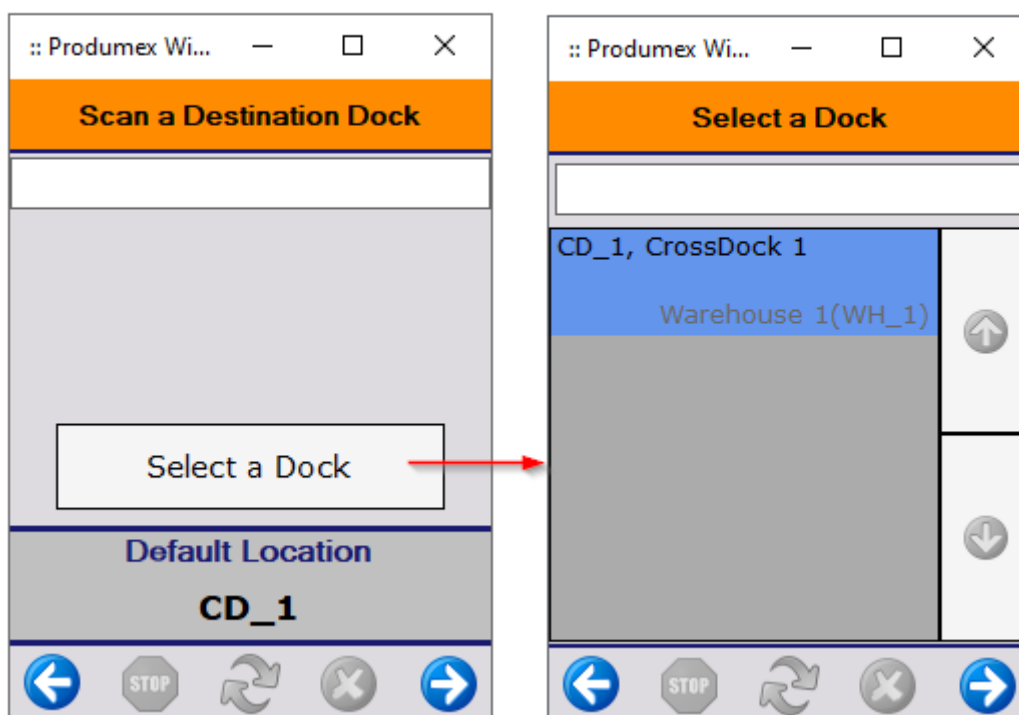 :: Produmex Wi...
Scan a Destination Dock
Select a Dock
Default Location
CD_1
STOP
:: Produmex Wi...
Select a Dock
CD_1, CrossDock 1
Warehouse 1(WH_1)
STOP